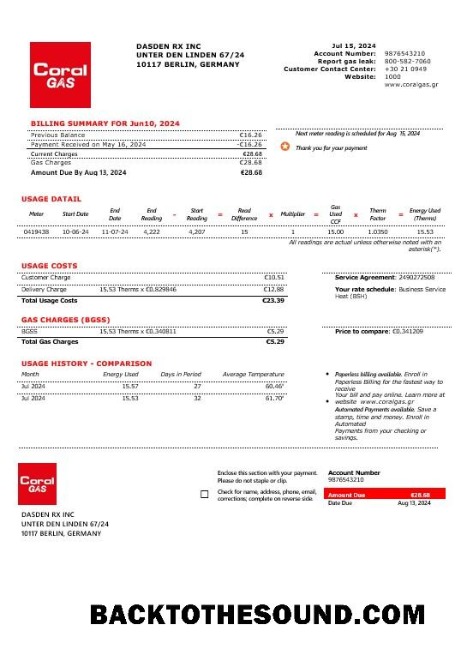 Coral
GAS
DASDEN RX INC
UNTER DEN LINDEN 67/24
10117 BERLIN, GERMANY
Jul 15, 2024
Account Number: 9876543210
Report gas leak: 800-582-7060
Customer Contact Center: +30 21 0949
Website: 1000
www.coralgas.gr
BILLING SUMMARY FOR Jun10, 2024
Previous Balance €16.26
Payment Received on May 16, 2024 -€16.26
Current Charges €28.68
Gas Charges €28.68
Amount Due By Aug 13, 2024 €28.68
Next meter reading is scheduled for Aug 15, 2024
Thank you for your payment
USAGE DATAIL
Meter Start Date End Date End Reading - Start Reading = Read Difference x Multiplier = Gas Used CCF x Therm Factor = Energy Used (Therms)
0419438 10-06-24 11-07-24 4,222 4,207 15 1 15.00 1.0350 15.53
All readings are actual unless otherwise noted with an
asterisk(*).
USAGE COSTS
Customer Charge €10.51
Delivery Charge 15,53 Therms x €0,829846 €12,88
Total Usage Costs €23.39
Service Agreement: 2490272508
Your rate schedule: Business Service
Heat (BSH)
GAS CHARGES (BGSS)
BGSS 15,53 Therms x €0,340811 €5,29
Total Gas Charges €5.29
Price to compare: €0.341209
USAGE HISTORY - COMPARISON
Month Energy Used Days in Period Average Temperature
Jul 2024 15.57 27 60,46°
Jul 2024 15.53 32 61,70°
• Paperless billing available. Enroll in
Paperless Billing for the fastest way to
receive
Your bill and pay online. Learn more at
• website www.coralgas.gr
Automated Payments available. Save a
stamp, time and money. Enroll in
Automated
Payments from your checking or
savings.
Coral
GAS
DASDEN RX INC
UNTER DEN LINDEN 67/24
10117 BERLIN, GERMANY
Enclose this section with your payment.
Please do not staple or clip.
Check for name, address, phone, email,
corrections; complete on reverse side.
Account Number
9876543210
Amount Due €28.68
Date Due Aug 13, 2024
BACKTOTHESOUND.COM